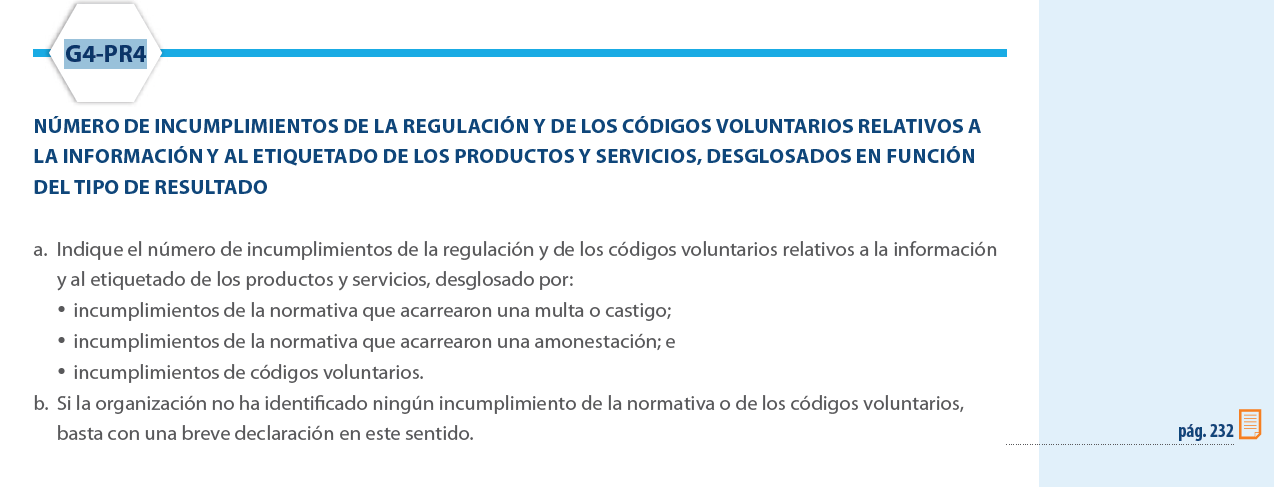 G4-PR4
NÚMERO DE INCUMPLIMIENTOS DE LA REGULACIÓN Y DE LOS CÓDIGOS VOLUNTARIOS RELATIVOS A
LA INFORMACIÓN Y AL ETIQUETADO DE LOS PRODUCTOS Y SERVICIOS, DESGLOSADOS EN FUNCIÓN
DEL TIPO DE RESULTADO
a. Indique el número de incumplimientos de la regulación y de los códigos voluntarios relativos a la información
y al etiquetado de los productos y servicios, desglosado por:
• incumplimientos de la normativa que acarrearon una multa o castigo;
• incumplimientos de la normativa que acarrearon una amonestación; e
• incumplimientos de códigos voluntarios.
b. Si la organización no ha identificado ningún incumplimiento de la normativa o de los códigos voluntarios,
basta con una breve declaración en este sentido.
pág. 232